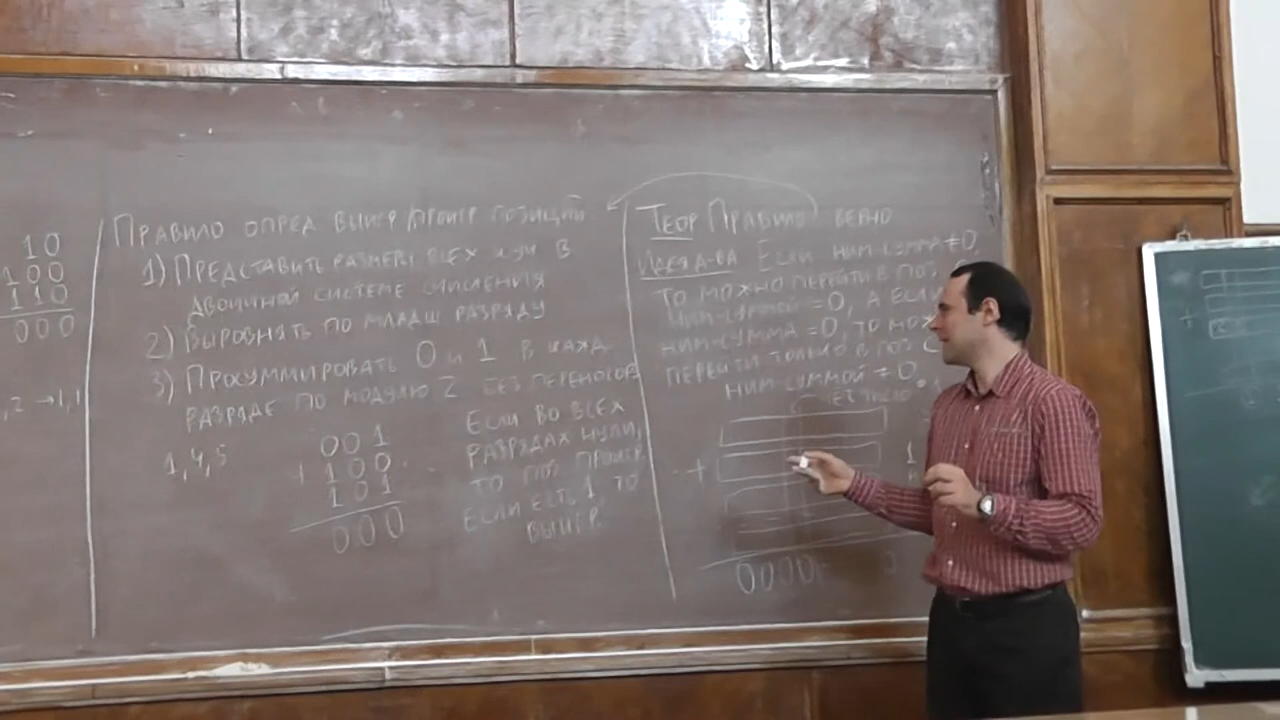 10
100
110
000
,2 → 1,1
Правило опред выигр/проигр позиций
1) Представить размеры всех куч в
двоичной системе счисления
2) Выровнять по младш разряду
3) Просуммировать 0 и 1 в кажд
разряде по модулю 2 без переносов
1,4,5
001
+ 100
101
000
Если во всех
разрядах нули,
то поз проигр
если есть 1 то
выигр.
Теор Правило верно
Идея д-ва Если ним-сумма ≠0,
то можно перейти в поз
ним-суммой =0, а если
ним-сумма =0, то мож
перейти только в поз с
ним-суммой ≠0.
чет число
1
+
0000
0
+